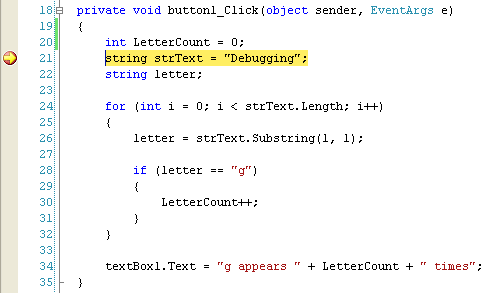 18 private void button1_Click(object sender, EventArgs e)
19 {
20 int LetterCount = 0;
21 string strText = "Debugging";
22 string letter;
23
24 for (int i = 0; i < strText.Length; i++)
25 {
26 letter = strText.Substring(1, 1);
27
28 if (letter == "g")
29 {
30 LetterCount++;
31 }
32 }
33
34 textBox1.Text = "g appears " + LetterCount + " times";
35 }